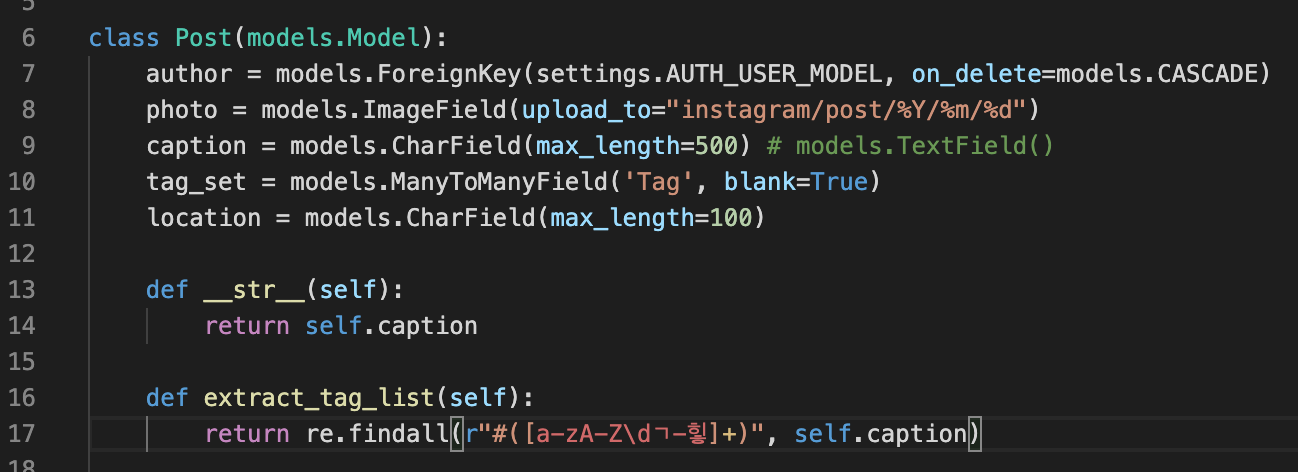 5
6 class Post(models.Model):
7 author = models.ForeignKey(settings.AUTH_USER_MODEL, on_delete=models.CASCADE)
8 photo = models.ImageField(upload_to="instagram/post/%Y/%m/%d")
9 caption = models.CharField(max_length=500) # models.TextField()
10 tag_set = models.ManyToManyField('Tag', blank=True)
11 location = models.CharField(max_length=100)
12
13 def __str__(self):
14 return self.caption
15
16 def extract_tag_list(self):
17 return re.findall(r"#([a-zA-Z\dㄱ-힣]+)", self.caption)
18